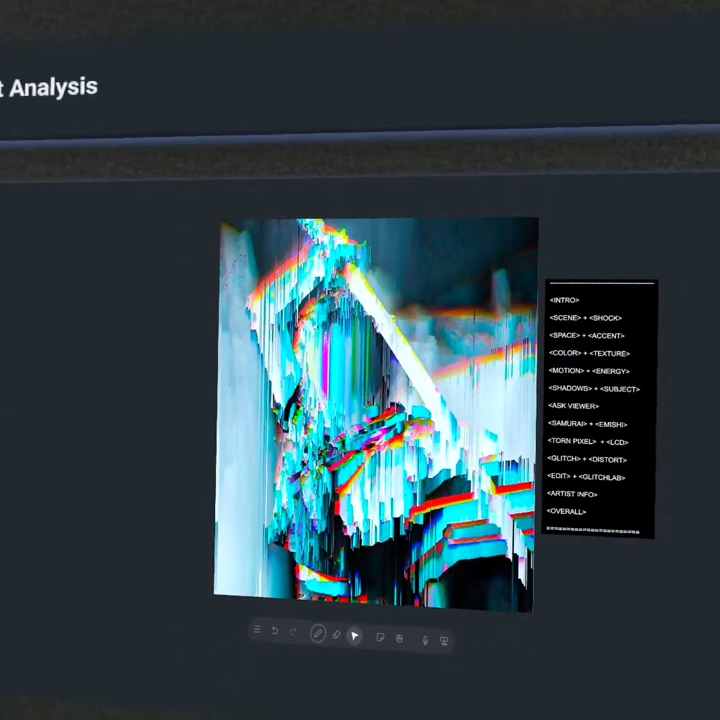 t Analysis
<INTRO>
<SCENE> + <SHOCK>
<SPACE> + <ACCENT>
<COLOR> + <TEXTURE>
<MOTION> + <ENERGY>
<SHADOWS> + <SUBJECT>
<ASK VIEWER>
<SAMURAI> + <EMISHI>
<TORN PIXEL> + <LCD>
<GLITCH> + <DISTORT>
<EDIT> + <GLITCHLAB>
<ARTIST INFO>
<OVERALL>